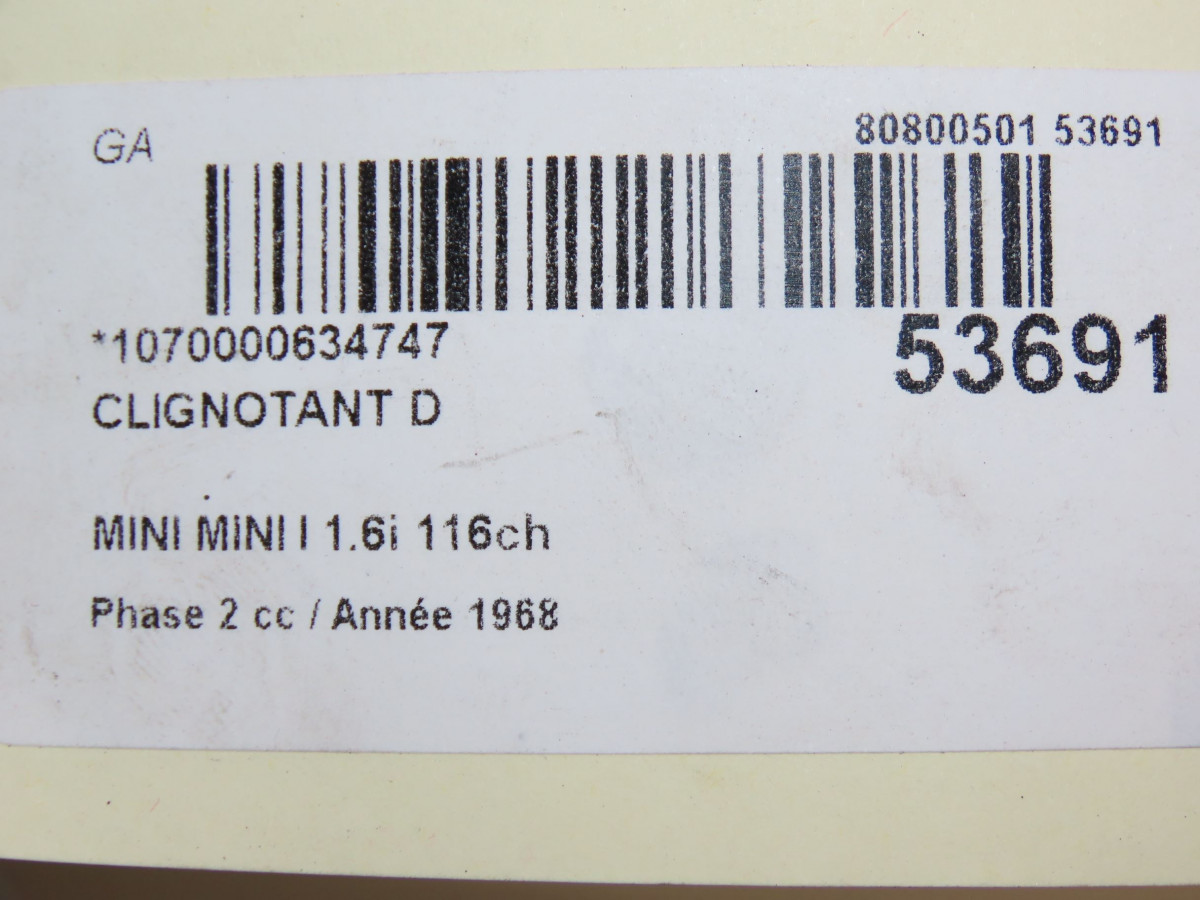 GA
80800501 53691
*1070000634747
53691
CLIGNOTANT D
MINI MINI I 1.6i 116ch
Phase 2 cc / Année 1968